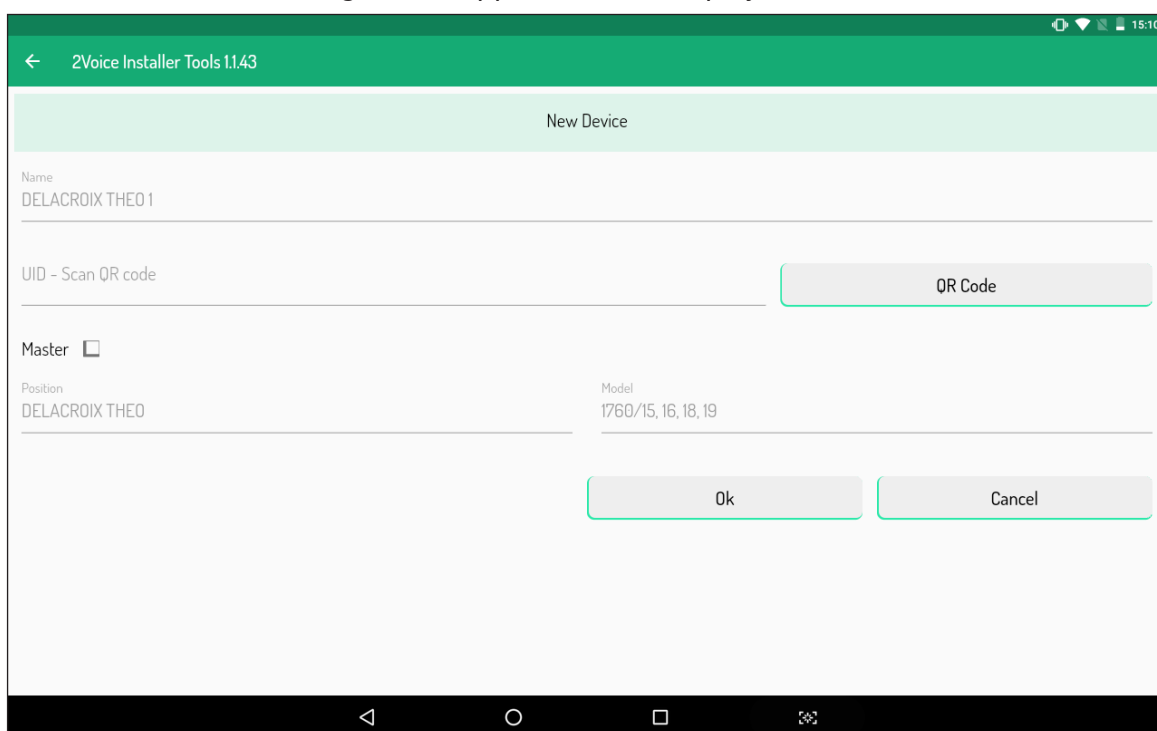 15:10
2Voice Installer Tools 1.1.43
New Device
Name
DELACROIX THEO 1
UID - Scan QR code
QR Code
Master
Position
Model
DELACROIX THEO
1760/15, 16, 18, 19
Ok
Cancel